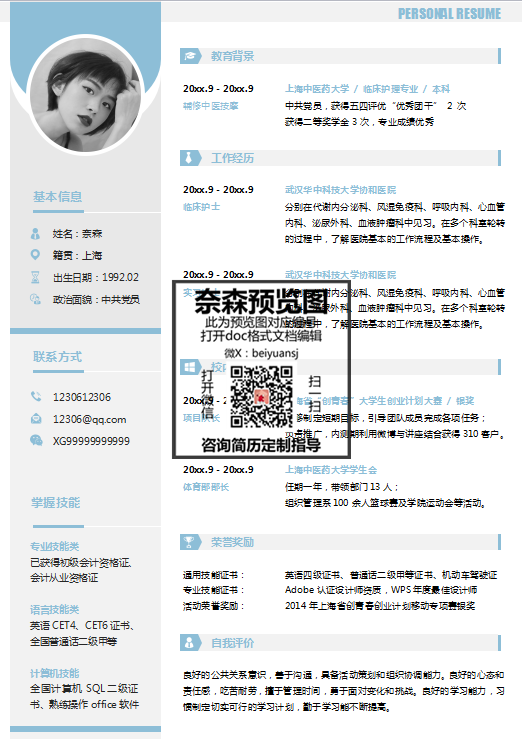 PERSONAL RESUME
基本信息
姓名：奈森
籍贯：上海
出生日期：1992.02
政治面貌：中共党员
联系方式
1230612306
12306@qq.com
XG99999999999
掌握技能
专业技能类
已获得初级会计资格证、
会计从业资格证
语言技能类
英语 CET4、CET6 证书、
全国普通话二级甲等
计算机技能
全国计算机 SQL 二级证
书、熟练操作 office 软件
教育背景
20xx.9 - 20xx.9
上海中医药大学 / 临床护理专业 / 本科
辅修中医按摩
中共党员，获得五四评优“优秀团干” 2 次
获得二等奖学金 3 次，专业成绩优秀
工作经历
20xx.9 - 20xx.9
武汉华中科技大学协和医院
临床护士
分别在代谢内分泌科、风湿免疫科、呼吸内科、心血管
内科、泌尿外科、血液肿瘤科中见习。在多个科室轮转
的过程中，了解医院基本的工作流程及基本操作。
20xx.9 - 20xx.9
武汉华中科技大学协和医院
内分泌科、风湿免疫科、呼吸内科、心血管
外科、血液肿瘤科中见习。在多个科室轮转
中，了解医院基本的工作流程及基本操作。
奈森预览图
此为预览图对应编号
打开doc格式文档编辑
微X：beiyuansj
打开微信
扫一扫
咨询简历定制指导
20xx.9 -
创青春”大学生创业计划大赛 / 银奖
制定短期目标，引导团队成员完成各项任务；
推广，内测期利用微博与讲座结合获得 310 客户。
20xx.9 - 20xx.9
上海中医药大学学生会
体育部部长
任期一年，带领部门 13 人；
组织管理系 100 余人篮球赛及学院运动会等活动。
荣誉奖励
通用技能证书：
英语四级证书、普通话二级甲等证书、机动车驾驶证
专业技能证书：
Adobe 认证设计师资质，WPS 年度最佳设计师
活动荣誉奖励：
2014 年上海省创青春创业计划移动专项赛银奖
自我评价
良好的公共关系意识，善于沟通，具备活动策划和组织协调能力。良好的心态和
责任感，吃苦耐劳，擅于管理时间，勇于面对变化和挑战。良好的学习能力，习
惯制定切实可行的学习计划，勤于学习能不断提高。